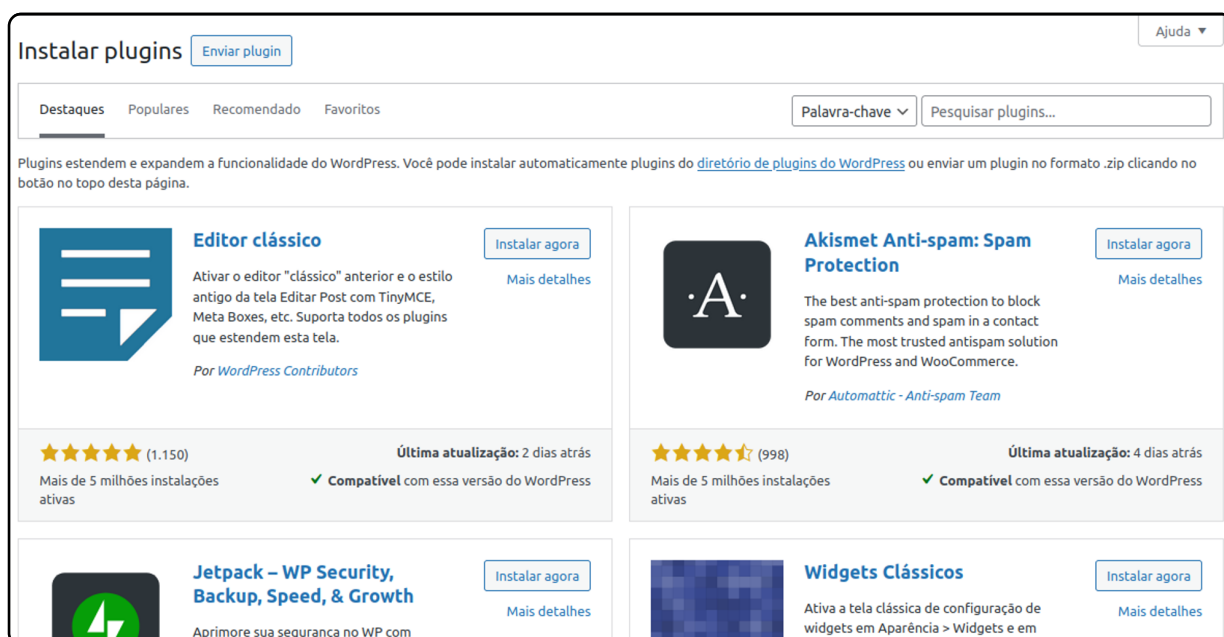 Ajuda ▼
Instalar plugins
Enviar plugin
Destaques
Populares
Recomendado
Favoritos
Palavra-chave
Pesquisar plugins...
Plugins estendem e expandem a funcionalidade do WordPress. Você pode instalar automaticamente plugins do diretório de plugins do WordPress ou enviar um plugin no formato .zip clicando no
botão no topo desta página.
Editor clássico
Instalar agora
Mais detalhes
Ativar o editor "clássico" anterior e o estilo
antigo da tela Editar Post com TinyMCE,
Meta Boxes, etc. Suporta todos os plugins
que estendem esta tela.
Por WordPress Contributors
(1.150)
Mais de 5 milhões instalações
ativas
Última atualização: 2 dias atrás
✔ Compatível com essa versão do WordPress
·A·
Akismet Anti-spam: Spam
Protection
Instalar agora
Mais detalhes
The best anti-spam protection to block
spam comments and spam in a contact
form. The most trusted antispam solution
for WordPress and WooCommerce.
Por Automattic - Anti-spam Team
(998)
Mais de 5 milhões instalações
ativas
Última atualização: 4 dias atrás
✔ Compatível com essa versão do WordPress
Jetpack – WP Security,
Backup, Speed, & Growth
Instalar agora
Mais detalhes
Aprimore sua segurança no WP com
Widgets Clássicos
Instalar agora
Mais detalhes
Ativa a tela clássica de configuração de
widgets em Aparência > Widgets e em